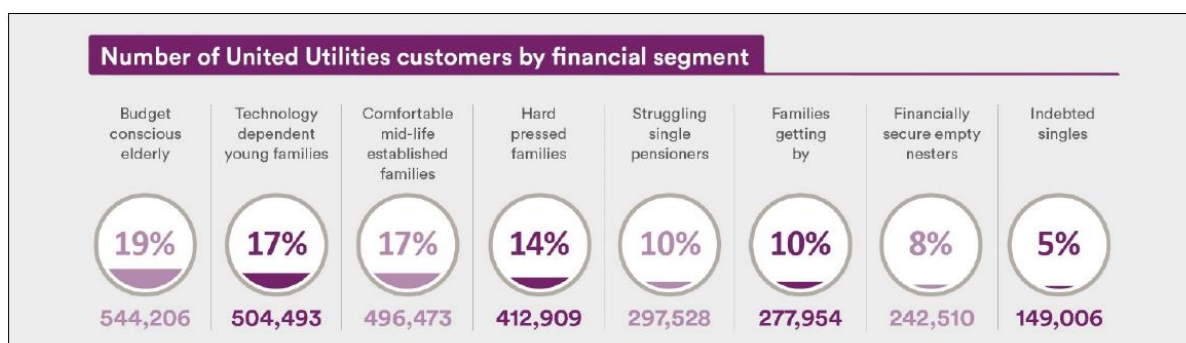 Number of United Utilities customers by financial segment
Budget
conscious
elderly
19%
544,206
Technology
dependent
young families
17%
504,493
Comfortable
mid-life
established
families
17%
496,473
Hard
pressed
families
14%
412,909
Struggling
single
pensioners
10%
297,528
Families
getting
by
10%
277,954
Financially
secure empty
nesters
8%
242,510
Indebted
singles
5%
149,006